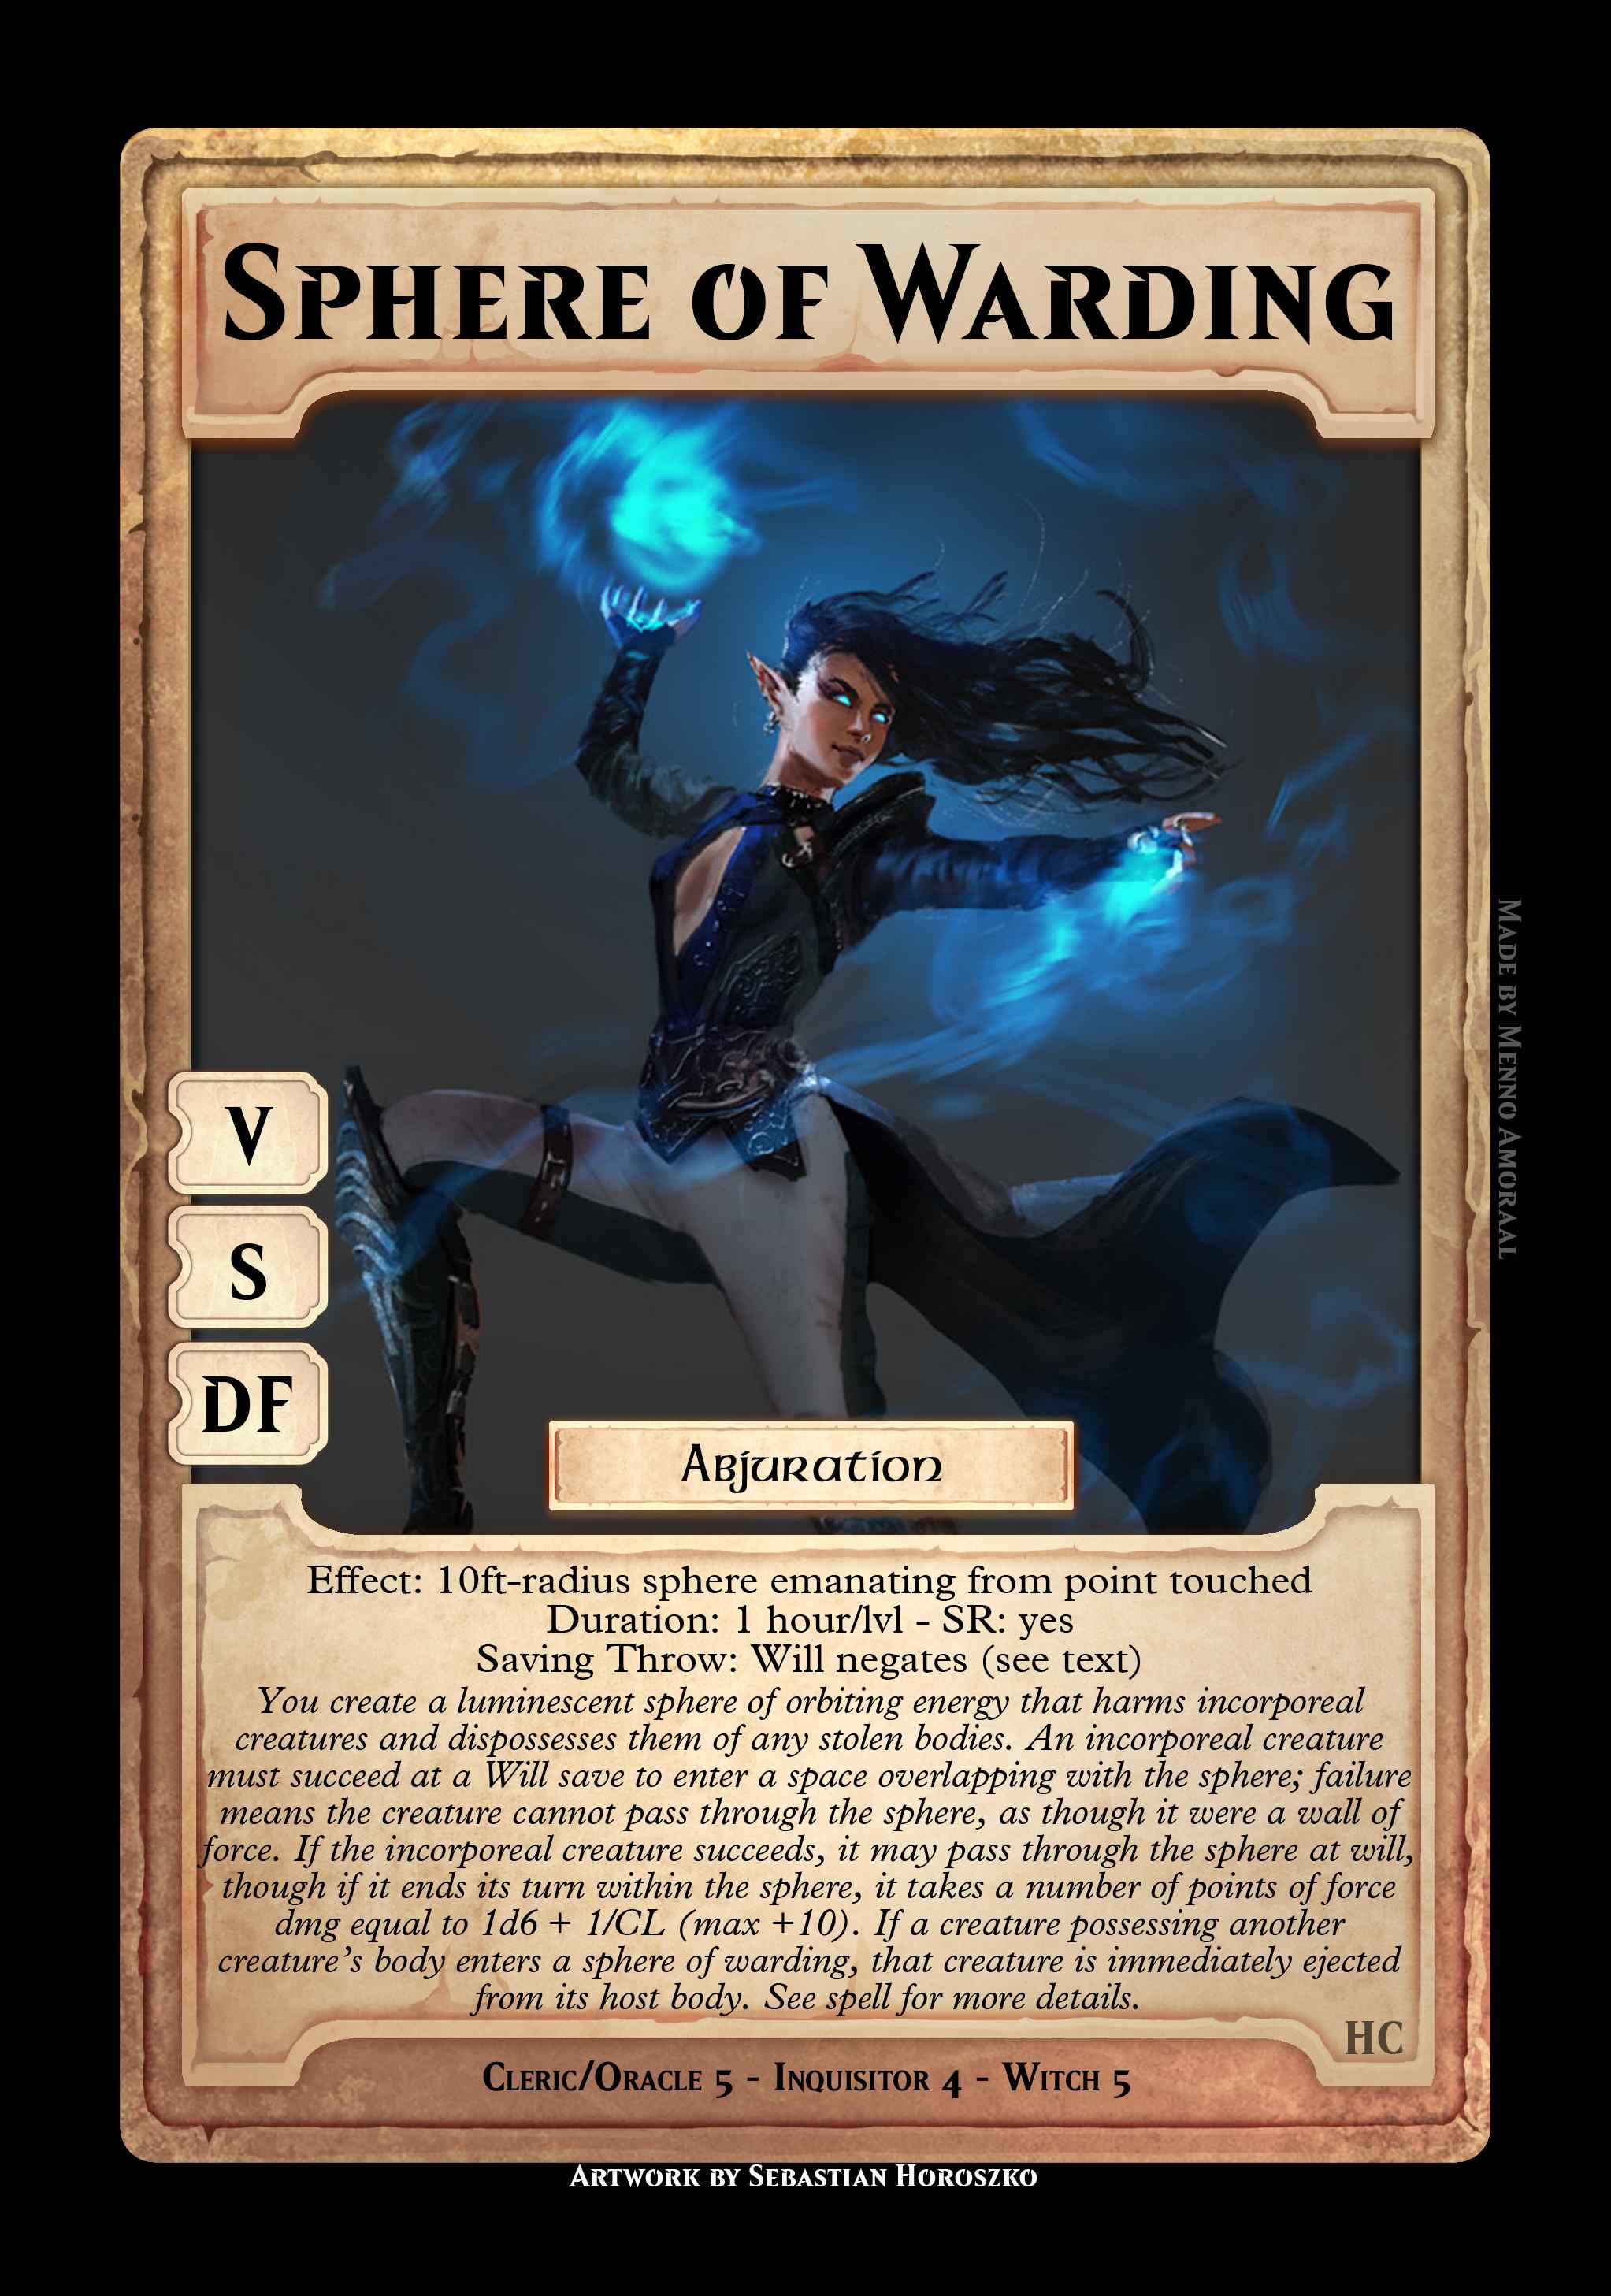 Sphere of Warding
V
S
DF
Abjuration
Effect: 10ft-radius sphere emanating from point touched
Duration: 1 hour/lvl - SR: yes
Saving Throw: Will negates (see text)
You create a luminescent sphere of orbiting energy that harms incorporeal
creatures and dispossesses them of any stolen bodies. An incorporeal creature
must succeed at a Will save to enter a space overlapping with the sphere; failure
means the creature cannot pass through the sphere, as though it were a wall of
force. If the incorporeal creature succeeds, it may pass through the sphere at will,
though if it ends its turn within the sphere, it takes a number of points of force
dmg equal to 1d6 + 1/CL (max +10). If a creature possessing another
creature's body enters a sphere of warding, that creature is immediately ejected
from its host body. See spell for more details.
HC
Cleric/Oracle 5 - Inquisitor 4 - Witch 5
Artwork by Sebastian Horoszko
Made by Menno Amoraal